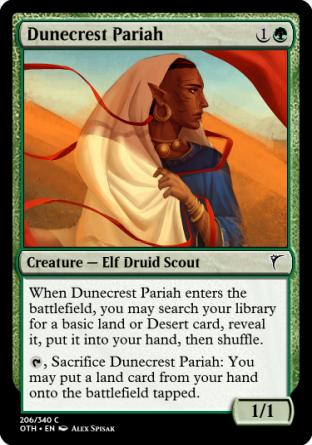 Dunecrest Pariah 1
Creature — Elf Druid Scout
When Dunecrest Pariah enters the
battlefield, you may search your library
for a basic land or Desert card, reveal
it, put it into your hand, then shuffle.
, Sacrifice Dunecrest Pariah: You
may put a land card from your hand
onto the battlefield tapped.
1/1
206/340 C
OTH • EN Alex Spisak